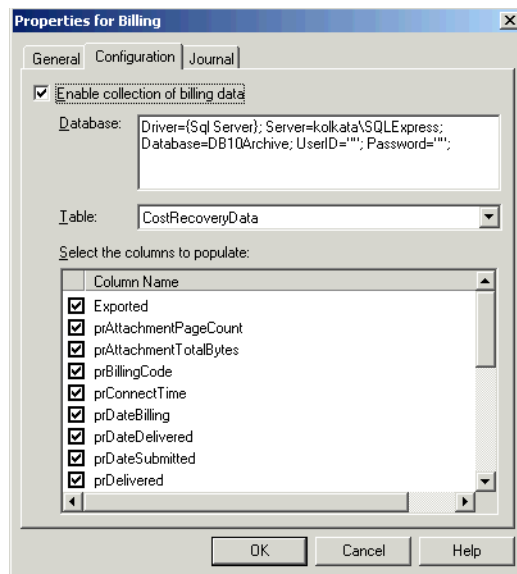 Properties for Billing
General Configuration Journal
Enable collection of billing data
Database: Driver={Sql Server}; Server=kolkata\SQLExpress;
Database=DB10Archive; UserID=""; Password="";
Table: CostRecoveryData
Select the columns to populate:
Column Name
Exported
prAttachmentPageCount
prAttachmentTotalBytes
prBillingCode
prConnectTime
prDateBilling
prDateDelivered
prDateSubmitted
prDelivered
OK Cancel Help